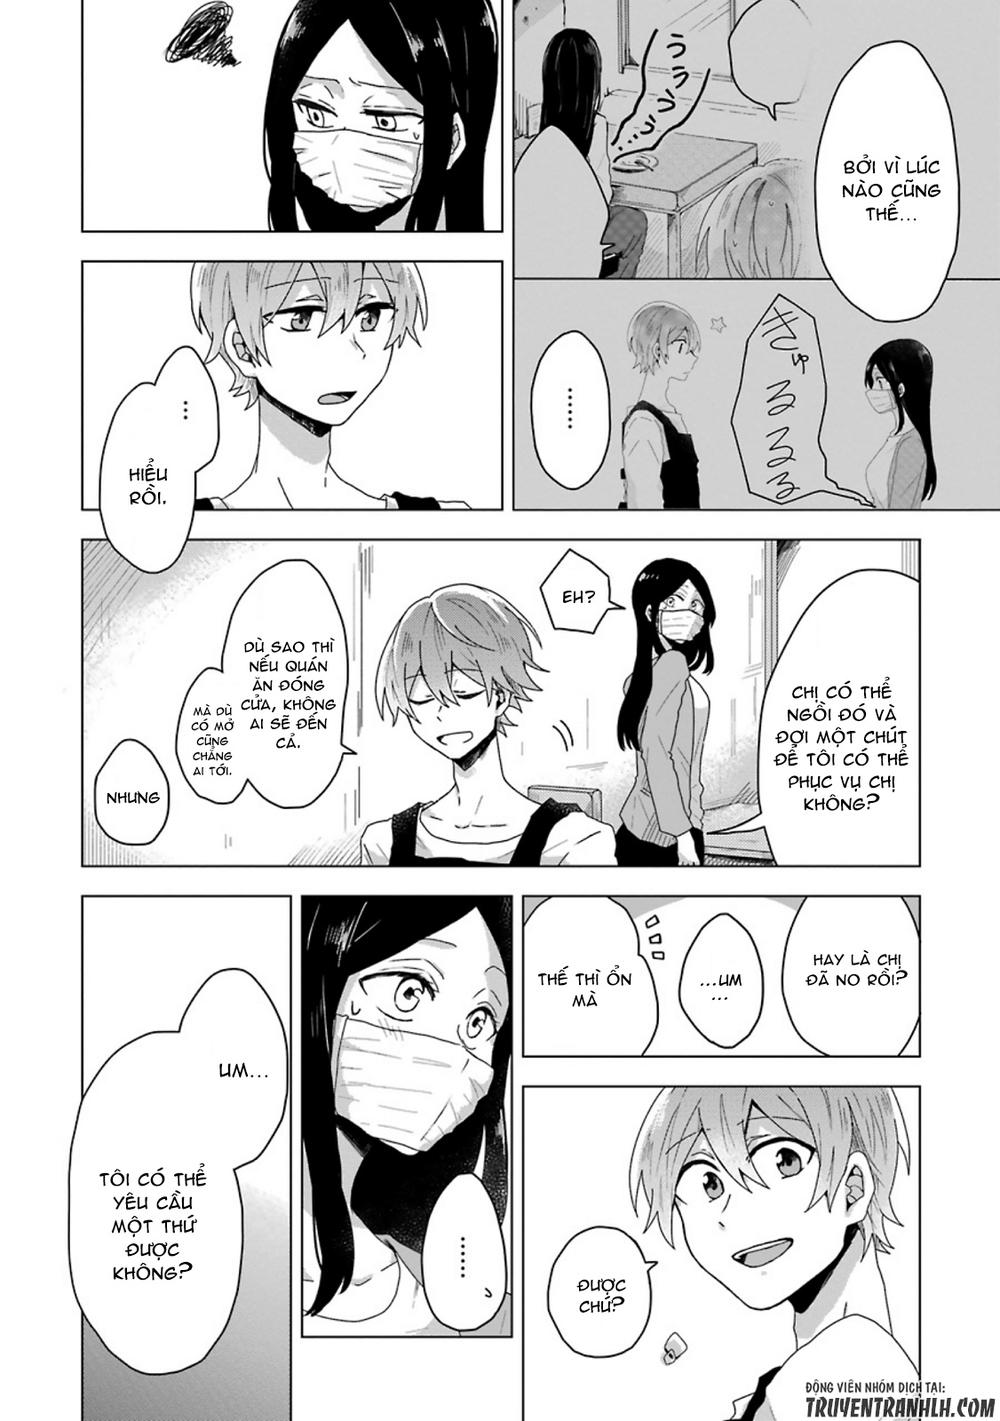 BỞI VÌ LÚC
NÀO CŨNG
THẾ...
うううう...
きゅるるるる
...
......
HIỂU
RỒI.
CHỊ CÓ THỂ
NGỒI ĐÓ VÀ
ĐỢI MỘT CHÚT
ĐỂ TÔI CÓ THỂ
PHỤC VỤ CHỊ
KHÔNG?
EH?
DÙ SAO THÌ
NẾU QUÁN
ĂN ĐÓNG
CỬA, KHÔNG
AI SẼ ĐẾN
CẢ.
MÀ DÙ
CÓ MỞ
CŨNG
CHẲNG
AI TỚI.
NHƯNG
HAY LÀ CHỊ
ĐÃ NO RỒI?
...UM
...
THẾ THÌ ỔN
MÀ
ĐƯỢC
CHỨ?
......
UM...
TÔI CÓ THỂ
YÊU CẦU
MỘT THỨ
ĐƯỢC
KHÔNG?
ĐỘNG VIÊN NHÓM DỊCH TẠI:
TRUYENTRANHLH.COM